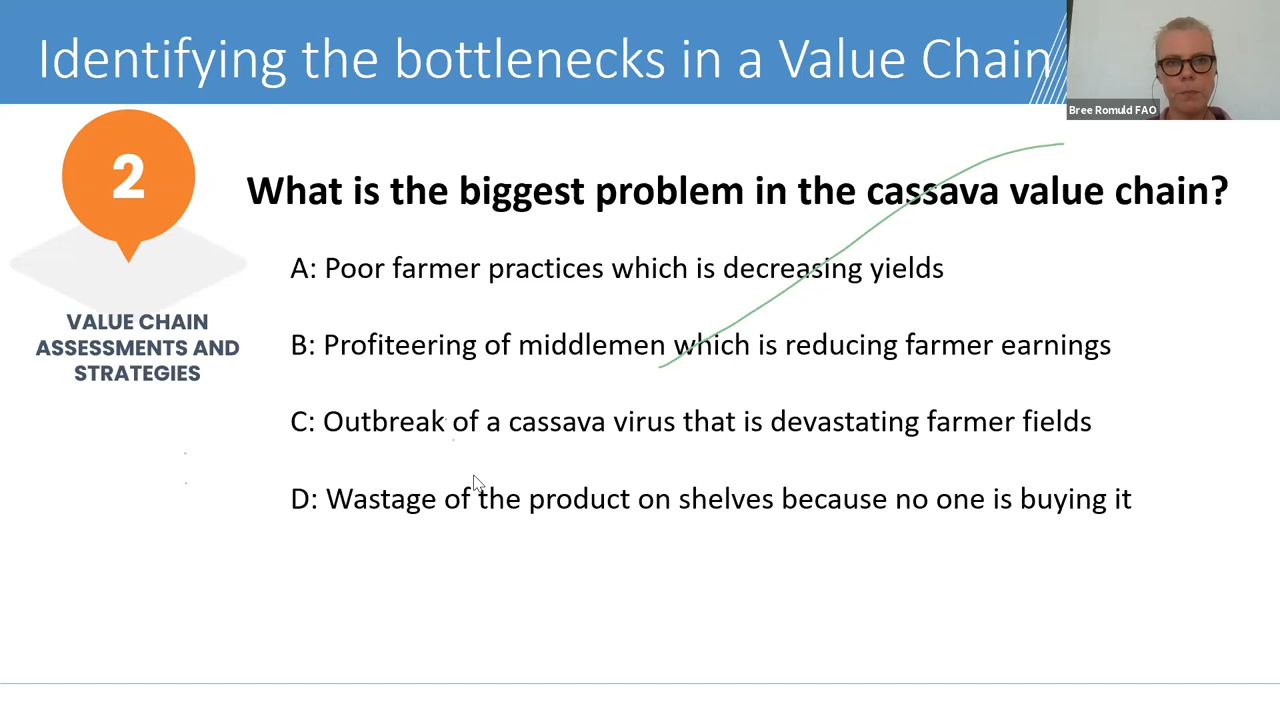 Identifying the bottlenecks in a Value Chain
Bree Romuld FAO
2
What is the biggest problem in the cassava value chain?
A: Poor farmer practices which is decreasing yields
VALUE CHAIN
ASSESSMENTS AND
STRATEGIES
B: Profiteering of middlemen which is reducing farmer earnings
C: Outbreak of a cassava virus that is devastating farmer fields
D: Wastage of the product on shelves because no one is buying it